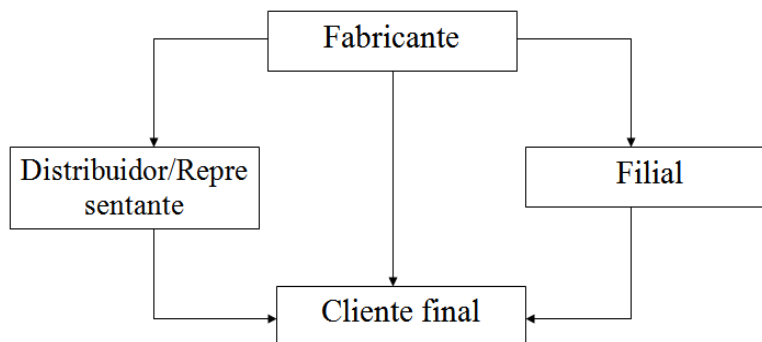 Fabricante
Distribuidor/Repre
sentante
Filial
Cliente final